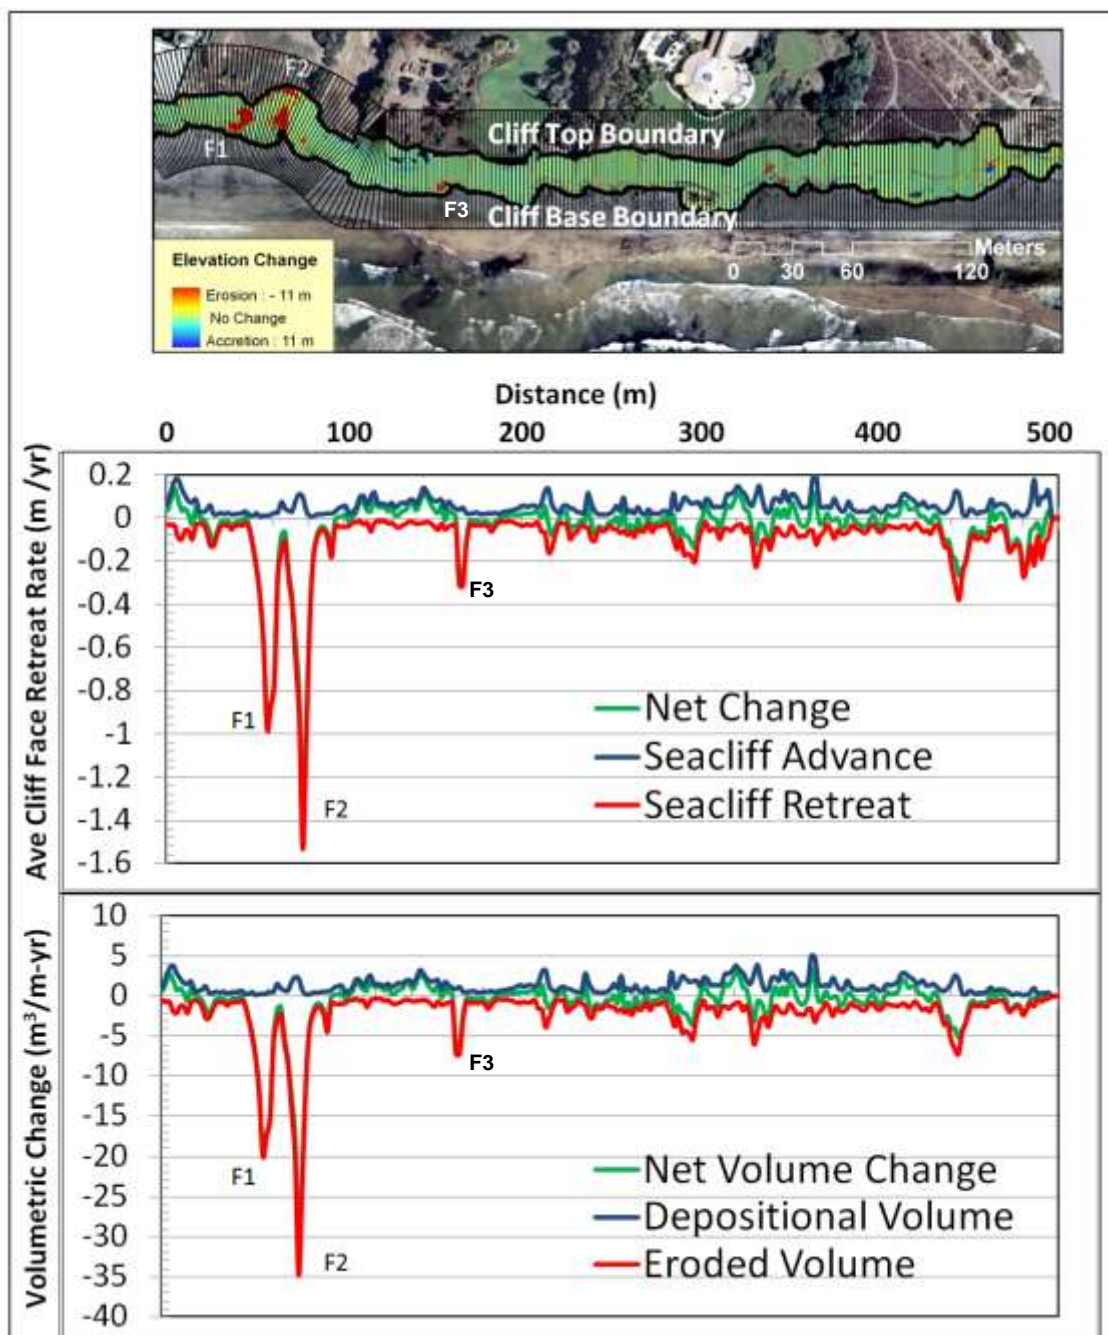 F2
Cliff Top Boundary
F1
F3
Cliff Base Boundary
Meters
0 30 60 120
Elevation Change
Erosion : - 11 m
No Change
Accretion : 11 m
Distance (m)
0 100 200 300 400 500
Ave Cliff Face Retreat Rate (m /yr)
0.2
0
-0.2
-0.4
-0.6
-0.8
-1
-1.2
-1.4
-1.6
F3
F1
F2
Net Change
Seacliff Advance
Seacliff Retreat
Volumetric Change (m³/m-yr)
10
5
0
-5
-10
-15
-20
-25
-30
-35
-40
F3
F1
F2
Net Volume Change
Depositional Volume
Eroded Volume